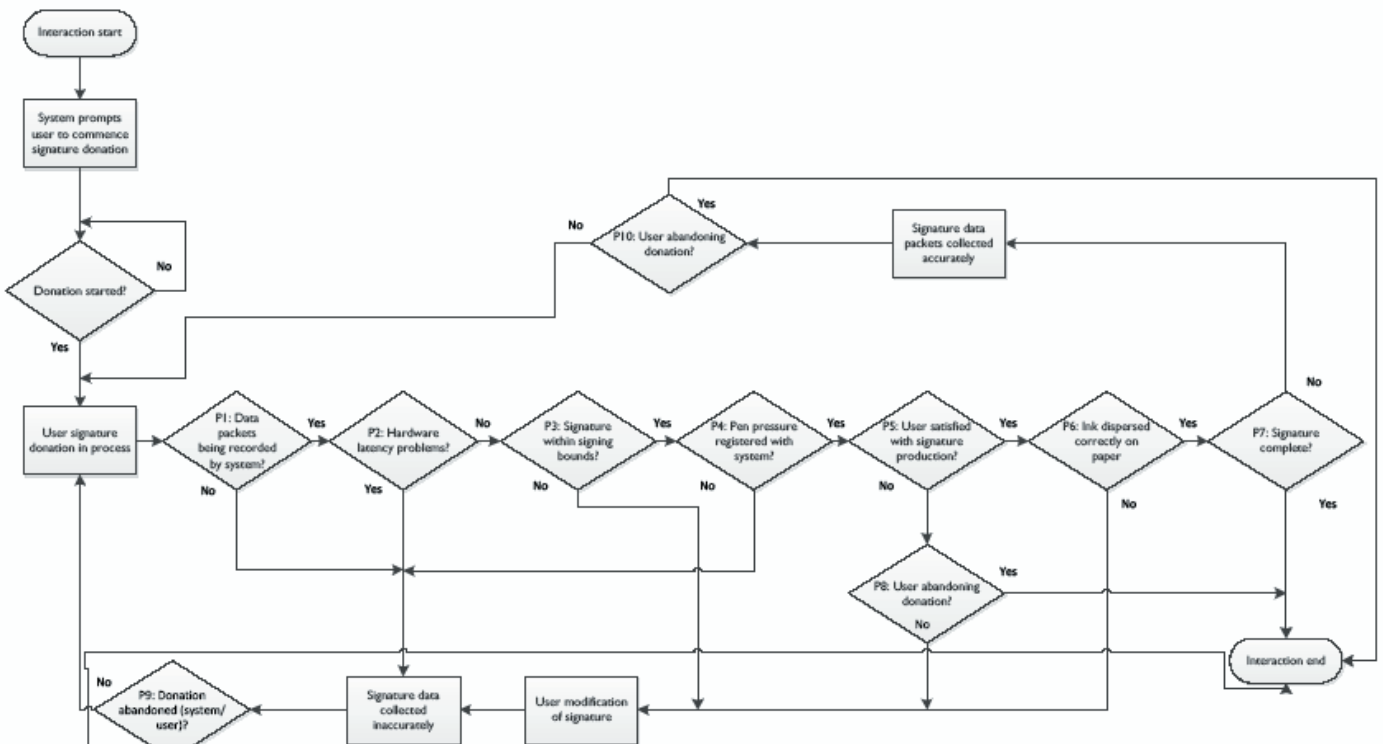 Interaction start
System prompts
user to commence
signature donation
Donation started?
No
Yes
No
Yes
P10: User abandoning
donation?
Signature data
packets collected
accurately
User signature
donation in process
P1: Data
packets
being recorded
by system?
Yes
No
P2: Hardware
latency problems?
No
Yes
P3: Signature
within signing
bounds?
Yes
No
P4: Pen pressure
registered with
system?
Yes
No
P5: User satisfied
with signature
production?
Yes
No
P6: Ink dispersed
correctly on
paper
Yes
No
P7: Signature
complete?
No
Yes
P8: User abandoning
donation?
Yes
No
Interaction end
No
P9: Donation
abandoned (system/
user)?
Signature data
collected
inaccurately
User modification
of signature